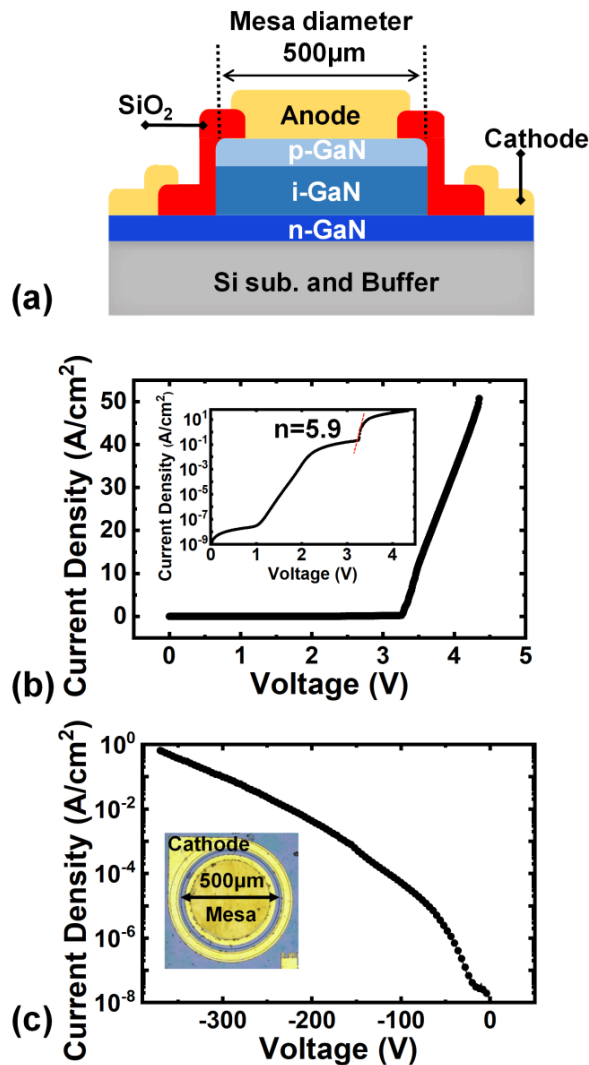 Mesa diameter
500μm
SiO₂
Anode
Cathode
p-GaN
i-GaN
n-GaN
Si sub. and Buffer
(a)
Current Density (A/cm²)
50
40
30
20
10
0
0 1 2 3 4 5
Voltage (V)
Current Density (A/cm²)
10¹
10⁻¹
10⁻³
10⁻⁵
10⁻⁷
10⁻⁹
n=5.9
0 1 2 3 4
Voltage (V)
(b)
Current Density (A/cm²)
10⁰
10⁻²
10⁻⁴
10⁻⁶
10⁻⁸
Cathode
500μm
Mesa
-300 -200 -100 0
Voltage (V)
(c)